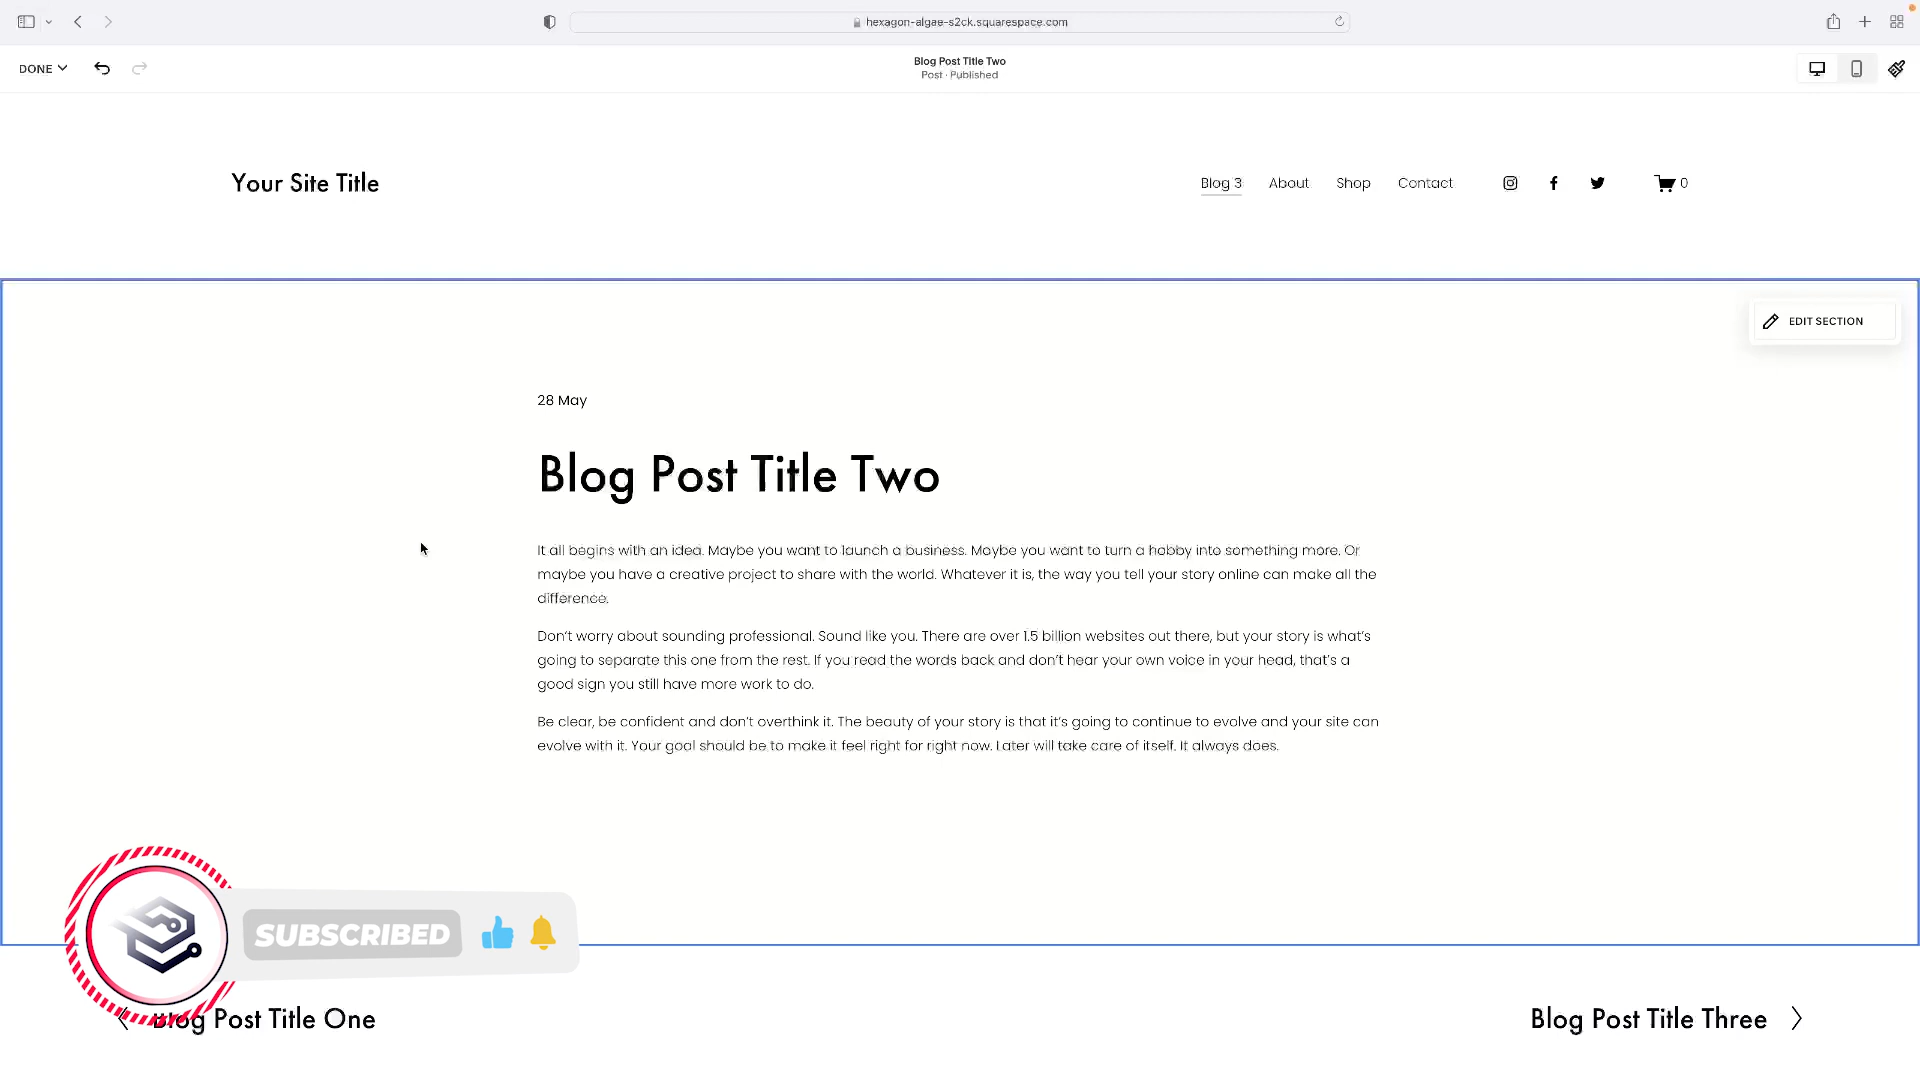 hexagon-algae-s2ck.squarespace.com
DONE
Blog Post Title Two
Post · Published
Your Site Title
Blog 3 About Shop Contact 0
EDIT SECTION
28 May
Blog Post Title Two
It all begins with an idea. Maybe you want to launch a business. Maybe you want to turn a hobby into something more. Or
maybe you have a creative project to share with the world. Whatever it is, the way you tell your story online can make all the
difference.
Don’t worry about sounding professional. Sound like you. There are over 1.5 billion websites out there, but your story is what’s
going to separate this one from the rest. If you read the words back and don’t hear your own voice in your head, that’s a
good sign you still have more work to do.
Be clear, be confident and don’t overthink it. The beauty of your story is that it’s going to continue to evolve and your site can
evolve with it. Your goal should be to make it feel right for right now. Later will take care of itself. It always does.
SUBSCRIBED
Blog Post Title One
Blog Post Title Three